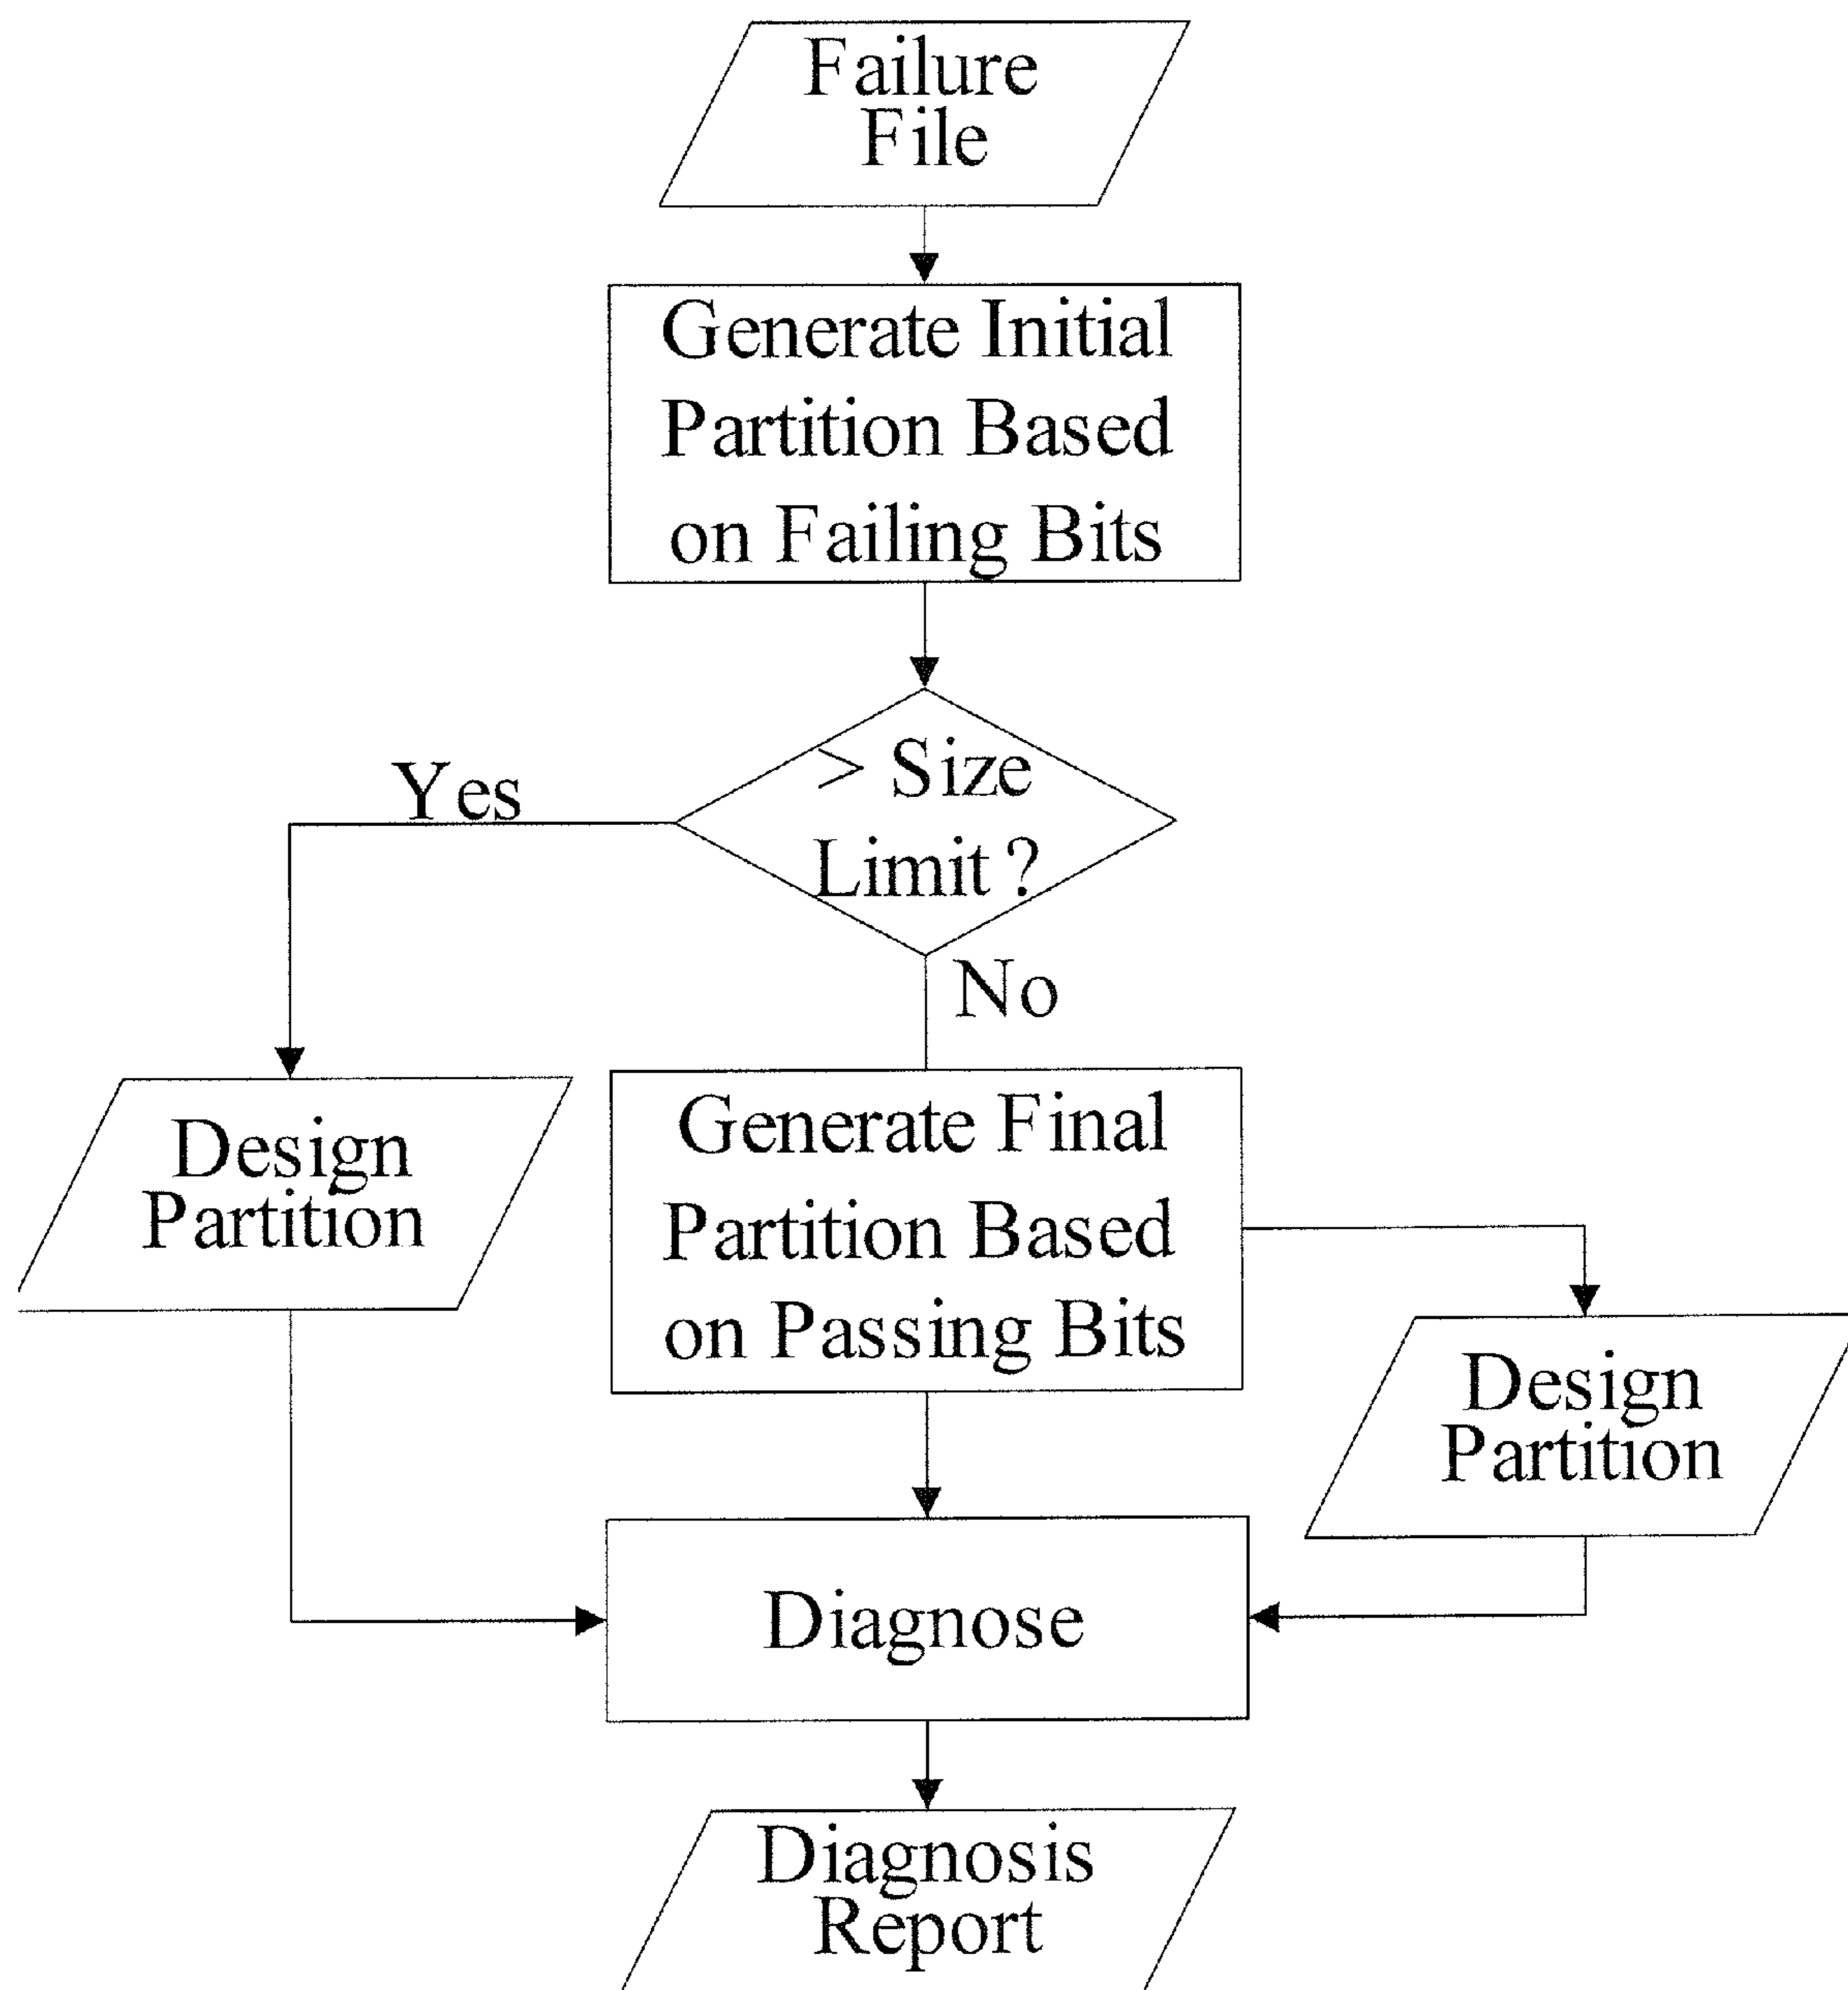 Failure
File
Generate Initial
Partition Based
on Failing Bits
> Size
Limit ?
Yes
No
Design
Partition
Generate Final
Partition Based
on Passing Bits
Design
Partition
Diagnose
Diagnosis
Report